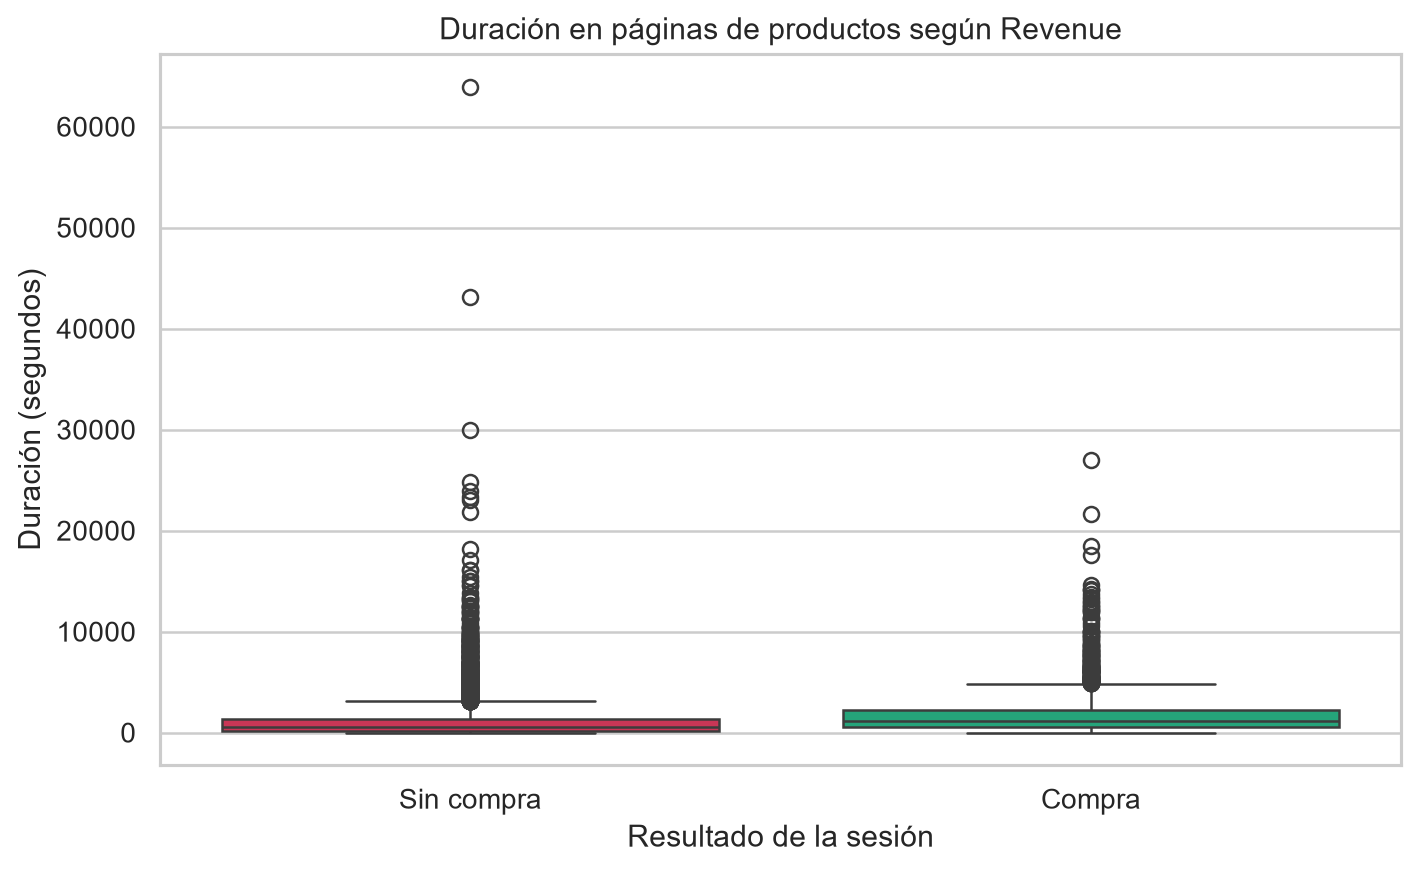 Duración en páginas de productos según Revenue
Duración (segundos)
60000
50000
40000
30000
20000
10000
0
Sin compra
Compra
Resultado de la sesión